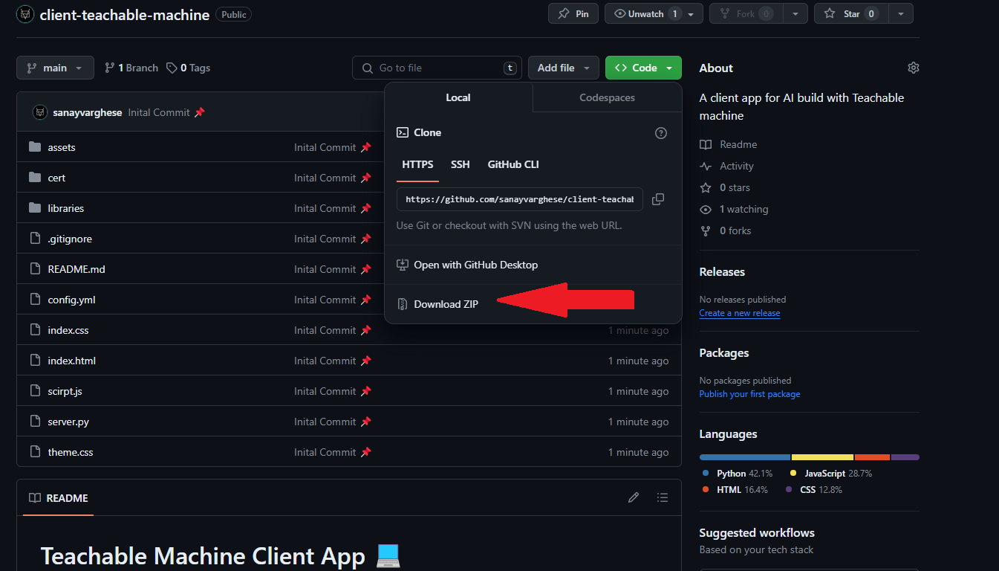 client-teachable-machine Public
Pin
Unwatch 1
Fork 0
Star 0
main
1 Branch
0 Tags
Go to file t
Add file
Code
sanayvarghese Inital Commit
assets Inital Commit
cert Inital Commit
libraries Inital Commit
.gitignore Inital Commit
README.md Inital Commit
config.yml Inital Commit
index.css Inital Commit 1 minute ago
index.html Inital Commit 1 minute ago
scirpt.js Inital Commit 1 minute ago
server.py Inital Commit 1 minute ago
theme.css Inital Commit 1 minute ago
Local Codespaces
Clone
HTTPS SSH GitHub CLI
https://github.com/sanayvarghese/client-teachab
Use Git or checkout with SVN using the web URL.
Open with GitHub Desktop
Download ZIP
README
Teachable Machine Client App
About
A client app for AI build with Teachable
machine
Readme
Activity
0 stars
1 watching
0 forks
Releases
No releases published
Create a new release
Packages
No packages published
Publish your first package
Languages
Python 42.1% JavaScript 28.7%
HTML 16.4% CSS 12.8%
Suggested workflows
Based on your tech stack